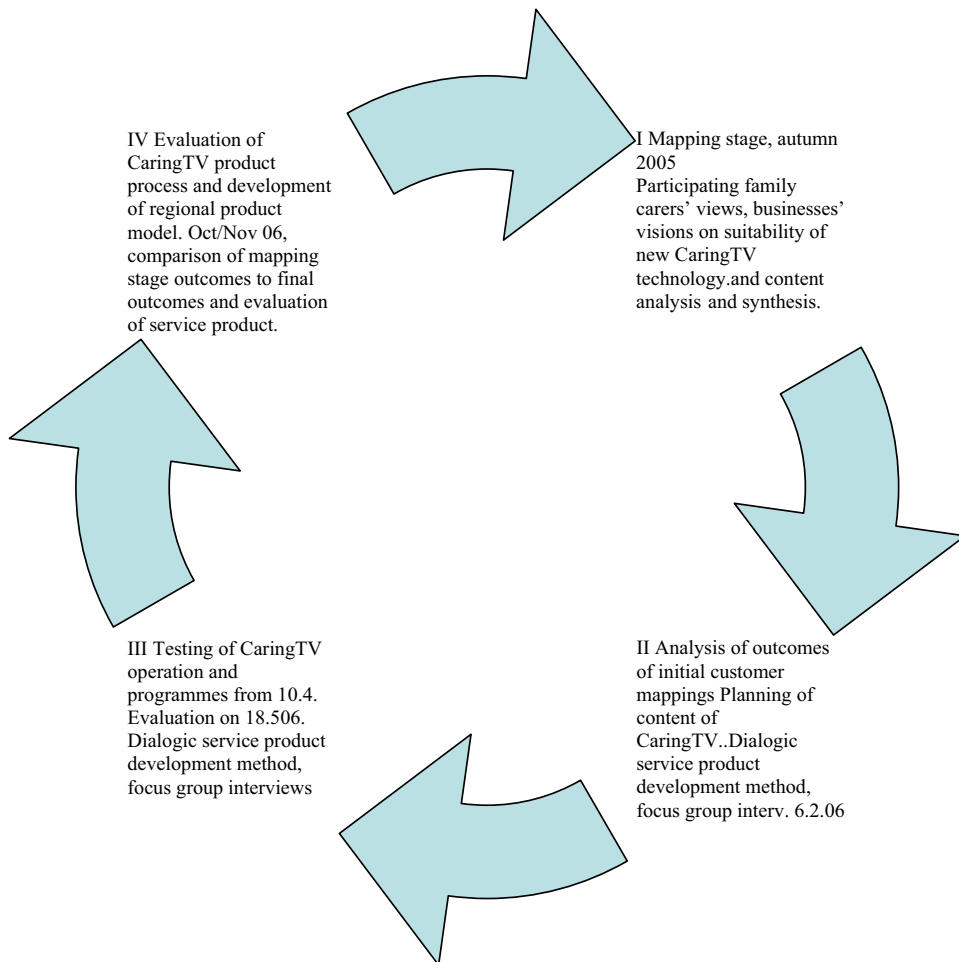 I Mapping stage, autumn
2005
Participating family
carers’ views, businesses’
visions on suitability of
new CaringTV
technology.and content
analysis and synthesis.
II Analysis of outcomes
of initial customer
mappings Planning of
content of
CaringTV..Dialogic
service product
development method,
focus group interv. 6.2.06
III Testing of CaringTV
operation and
programmes from 10.4.
Evaluation on 18.506.
Dialogic service product
development method,
focus group interviews
IV Evaluation of
CaringTV product
process and development
of regional product
model. Oct/Nov 06,
comparison of mapping
stage outcomes to final
outcomes and evaluation
of service product.